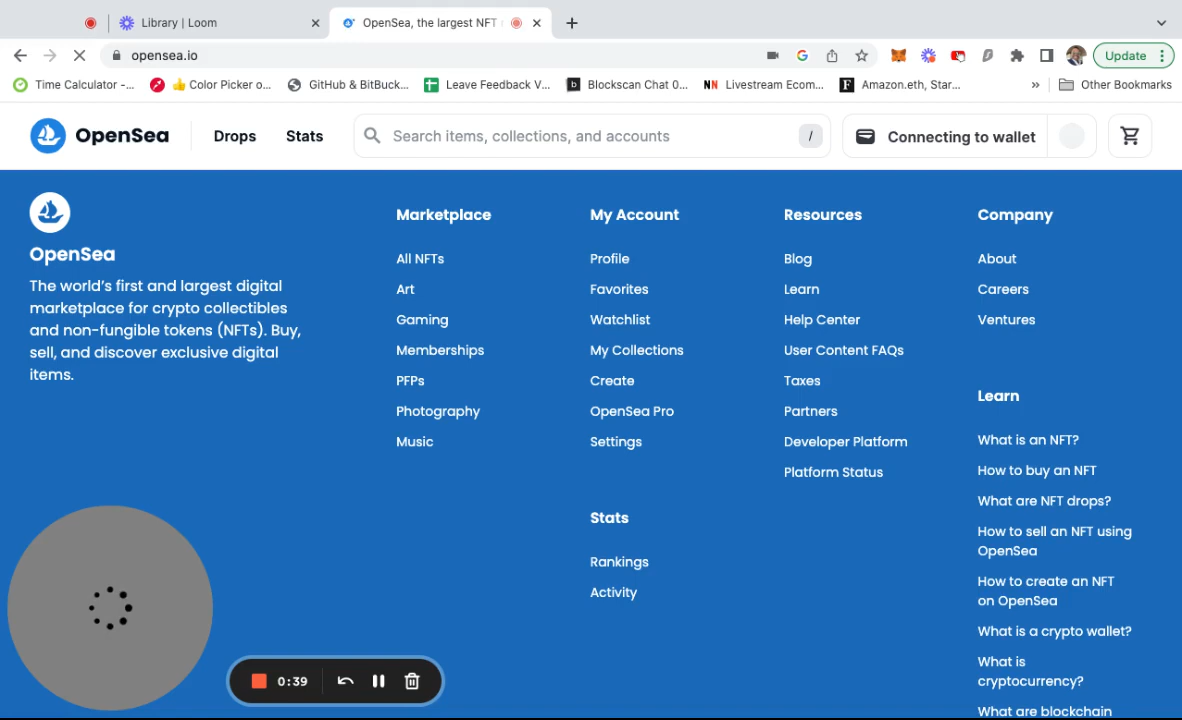 Library | Loom
OpenSea, the largest NFT
opensea.io
Update
Time Calculator -...
👍 Color Picker o...
GitHub & BitBuck...
Leave Feedback V...
Blockscan Chat 0...
NN
Livestream Ecom...
Amazon.eth, Star...
»
Other Bookmarks
OpenSea
Drops
Stats
Search items, collections, and accounts
/
Connecting to wallet
OpenSea
The world's first and largest digital
marketplace for crypto collectibles
and non-fungible tokens (NFTs). Buy,
sell, and discover exclusive digital
items.
Marketplace
All NFTs
Art
Gaming
Memberships
PFPs
Photography
Music
My Account
Profile
Favorites
Watchlist
My Collections
Create
OpenSea Pro
Settings
Stats
Rankings
Activity
Resources
Blog
Learn
Help Center
User Content FAQs
Taxes
Partners
Developer Platform
Platform Status
Company
About
Careers
Ventures
Learn
What is an NFT?
How to buy an NFT
What are NFT drops?
How to sell an NFT using
OpenSea
How to create an NFT
on OpenSea
What is a crypto wallet?
What is
cryptocurrency?
What are blockchain
0:39